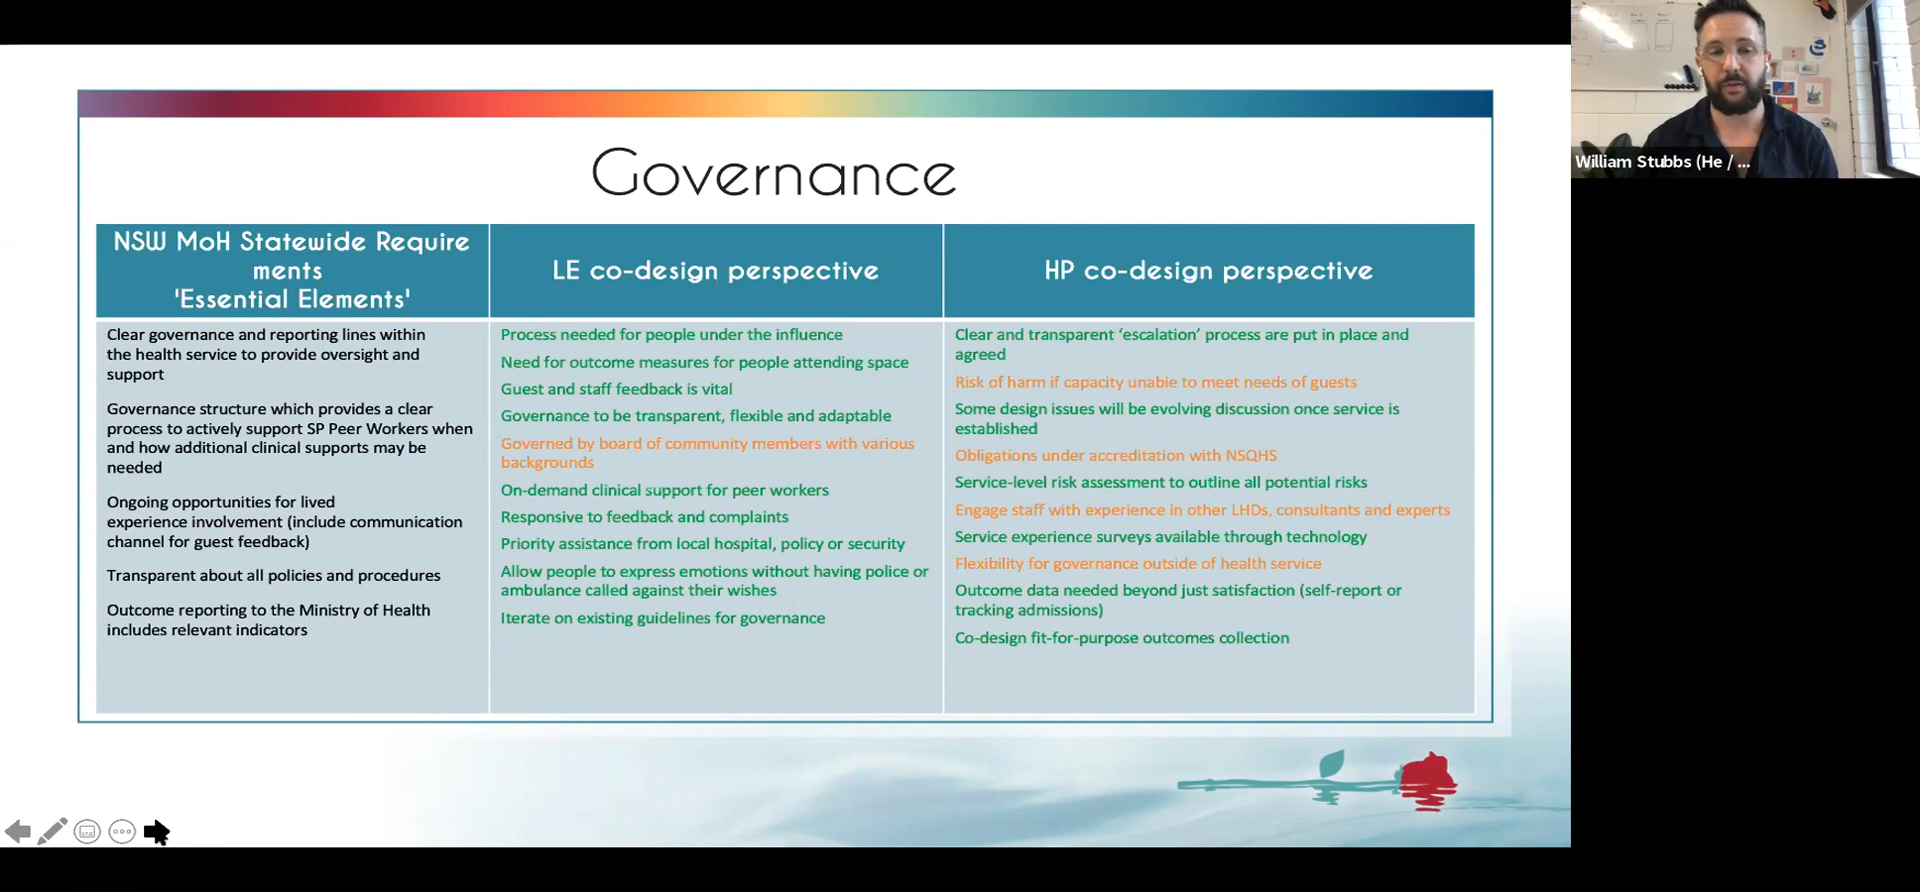 Governance
NSW MoH Statewide Require
ments
'Essential Elements'
LE co-design perspective
HP co-design perspective
Clear governance and reporting lines within
the health service to provide oversight and
support
Governance structure which provides a clear
process to actively support SP Peer Workers when
and how additional clinical supports may be
needed
Ongoing opportunities for lived
experience involvement (include communication
channel for guest feedback)
Transparent about all policies and procedures
Outcome reporting to the Ministry of Health
includes relevant indicators
Process needed for people under the influence
Need for outcome measures for people attending space
Guest and staff feedback is vital
Governance to be transparent, flexible and adaptable
Governed by board of community members with various
backgrounds
On-demand clinical support for peer workers
Responsive to feedback and complaints
Priority assistance from local hospital, policy or security
Allow people to express emotions without having police or
ambulance called against their wishes
Iterate on existing guidelines for governance
Clear and transparent ‘escalation’ process are put in place and
agreed
Risk of harm if capacity unable to meet needs of guests
Some design issues will be evolving discussion once service is
established
Obligations under accreditation with NSQHS
Service-level risk assessment to outline all potential risks
Engage staff with experience in other LHDs, consultants and experts
Service experience surveys available through technology
Flexibility for governance outside of health service
Outcome data needed beyond just satisfaction (self-report or
tracking admissions)
Co-design fit-for-purpose outcomes collection
William Stubbs (He / ...